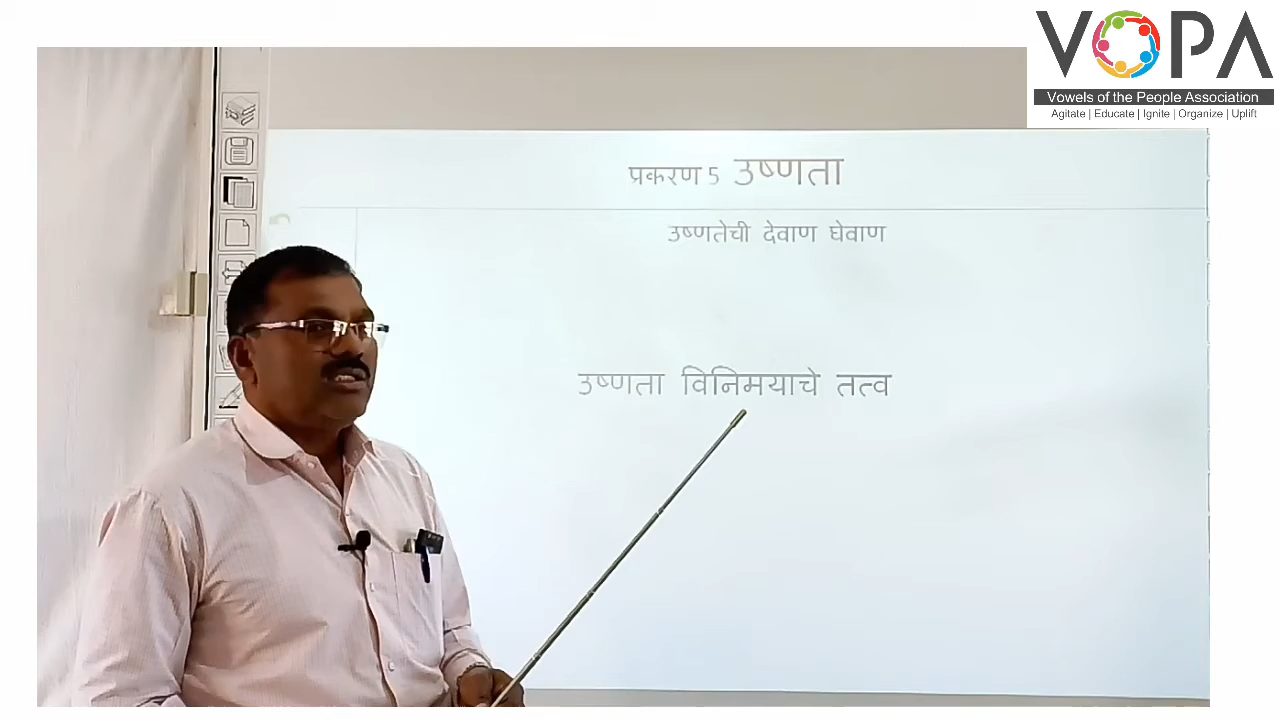 VOPA
Vowels of the People Association
Agitate | Educate | Ignite | Organize | Uplift
प्रकरण 5 उष्णता
उष्णतेची देवाण घेवाण
उष्णता विनिमयाचे तत्व